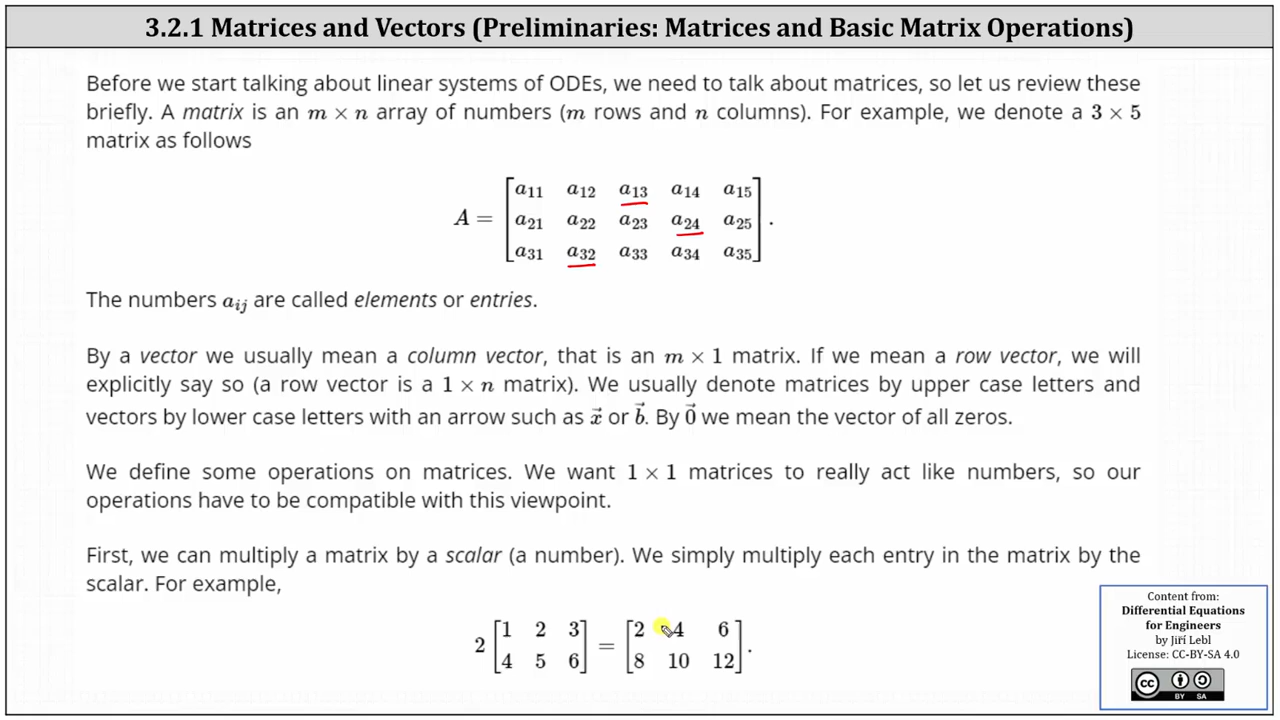 3.2.1 Matrices and Vectors (Preliminaries: Matrices and Basic Matrix Operations)
Before we start talking about linear systems of ODEs, we need to talk about matrices, so let us review these
briefly. A matrix is an m × n array of numbers (m rows and n columns). For example, we denote a 3 × 5
matrix as follows
A = [a₁₁ a₁₂ a₁₃ a₁₄ a₁₅
a₂₁ a₂₂ a₂₃ a₂₄ a₂₅
a₃₁ a₃₂ a₃₃ a₃₄ a₃₅].
The numbers aᵢⱼ are called elements or entries.
By a vector we usually mean a column vector, that is an m × 1 matrix. If we mean a row vector, we will
explicitly say so (a row vector is a 1 × n matrix). We usually denote matrices by upper case letters and
vectors by lower case letters with an arrow such as x⃗ or b⃗. By 0⃗ we mean the vector of all zeros.
We define some operations on matrices. We want 1 × 1 matrices to really act like numbers, so our
operations have to be compatible with this viewpoint.
First, we can multiply a matrix by a scalar (a number). We simply multiply each entry in the matrix by the
scalar. For example,
2 [1 2 3 = [2 4 6
4 5 6] 8 10 12].
Content from:
Differential Equations
for Engineers
by Jiří Lebl
License: CC-BY-SA 4.0
cc
BY SA